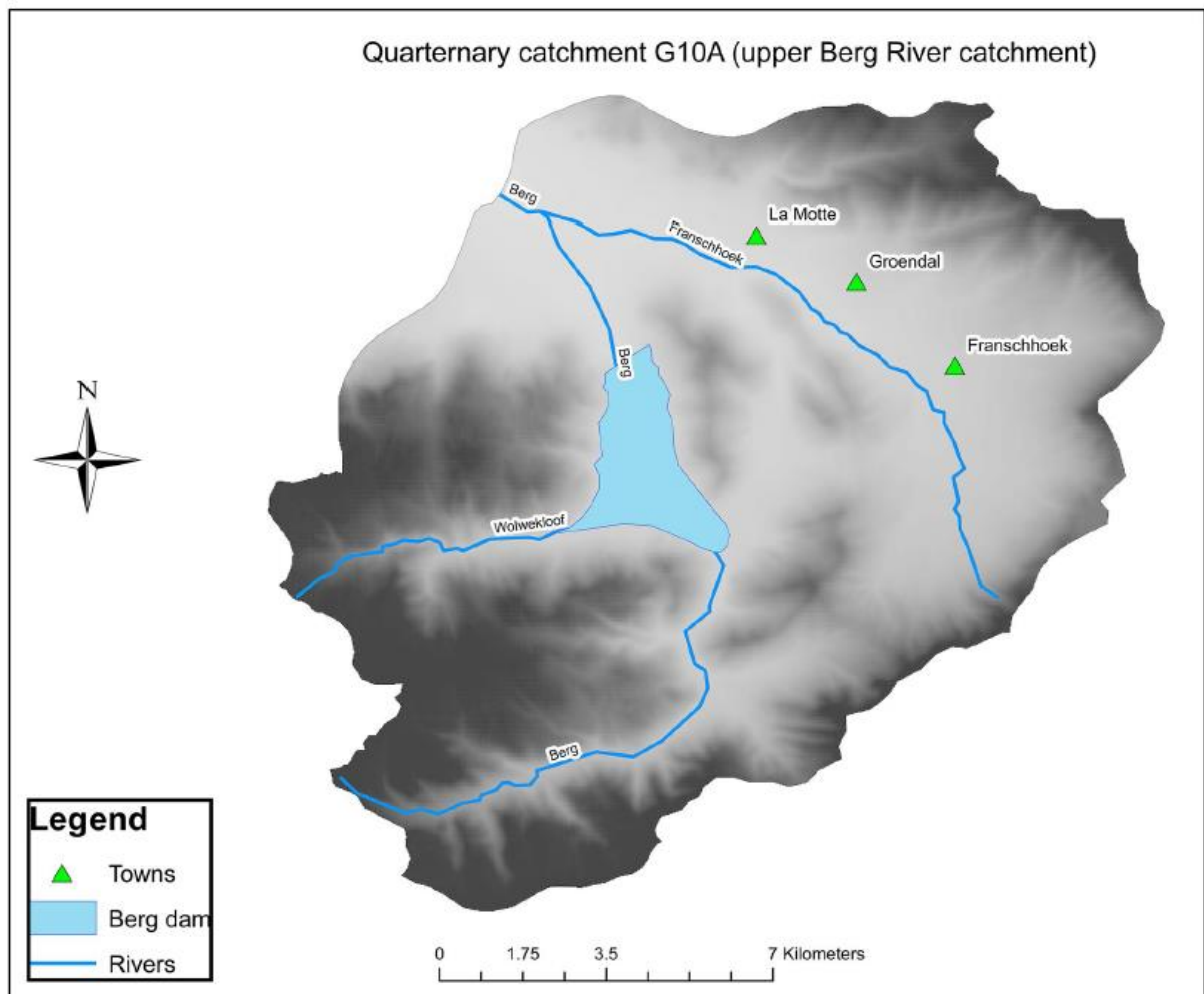 Quarternary catchment G10A (upper Berg River catchment)
Berg
La Motte
Franschhoek
Groendal
Berg
Franschhoek
N
Wolwekloof
Berg
Legend
Towns
Berg dam
Rivers
0 1.75 3.5 7 Kilometers